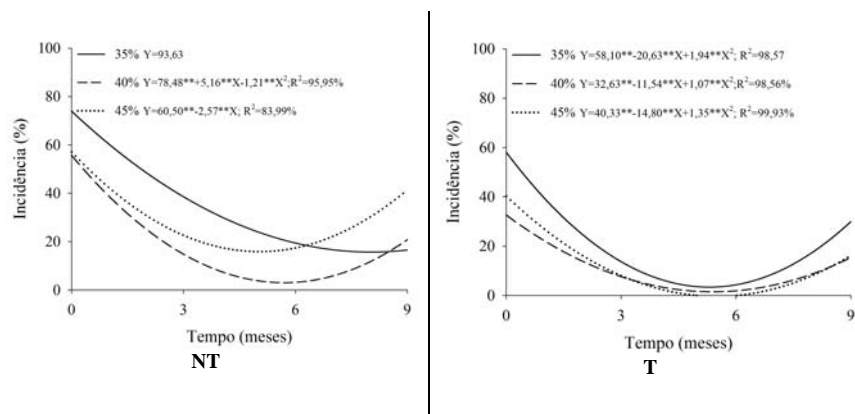 100
80
60
40
20
0
Incidência (%)
35% Y=93,63
40% Y=78,48**+5,16**X-1,21**X²;R²=95,95%
45% Y=60,50**-2,57**X; R²=83,99%
0 3 6 9
Tempo (meses)
NT
100
80
60
40
20
0
Incidência (%)
35% Y=58,10**-20,63**X+1,94**X²; R²=98,57
40% Y=32,63**-11,54**X+1,07**X²;R²=98,56%
45% Y=40,33**-14,80**X+1,35**X²; R²=99,93%
0 3 6 9
Tempo (meses)
T